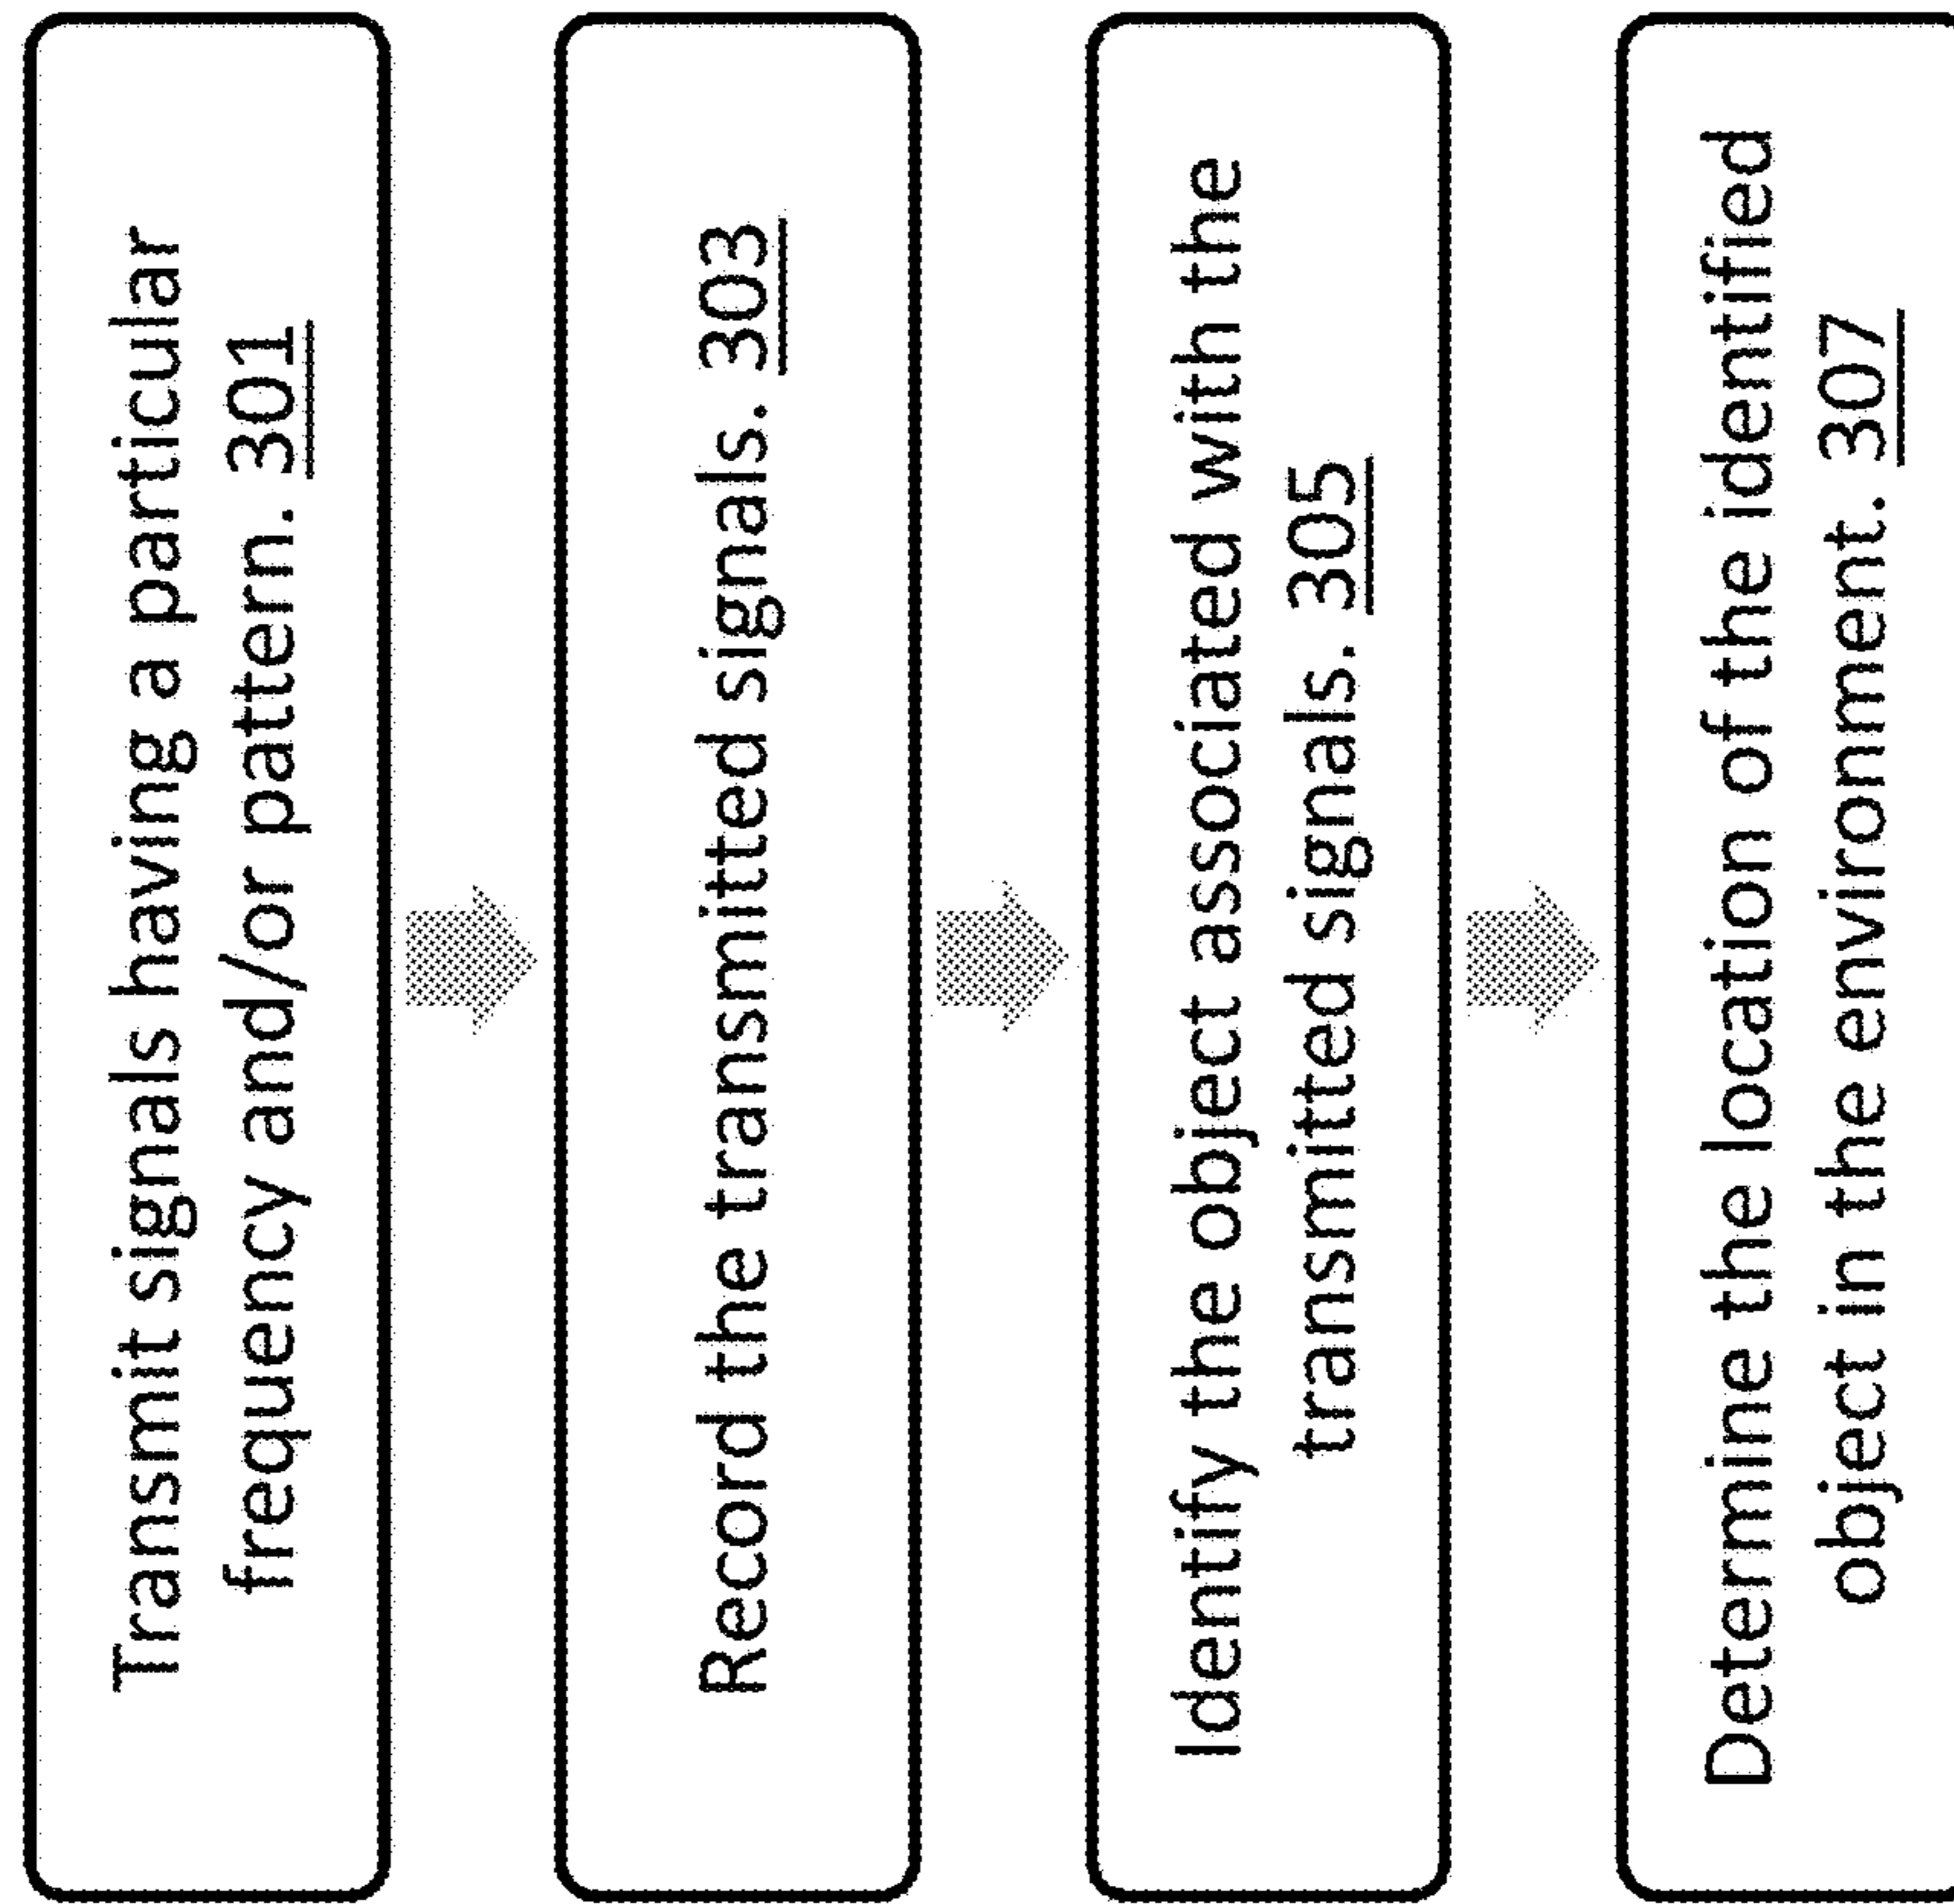 Transmit signals having a particular
frequency and/or pattern. 301
Record the transmitted signals. 303
Identify the object associated with the
transmitted signals. 305
Determine the location of the identified
object in the environment. 307